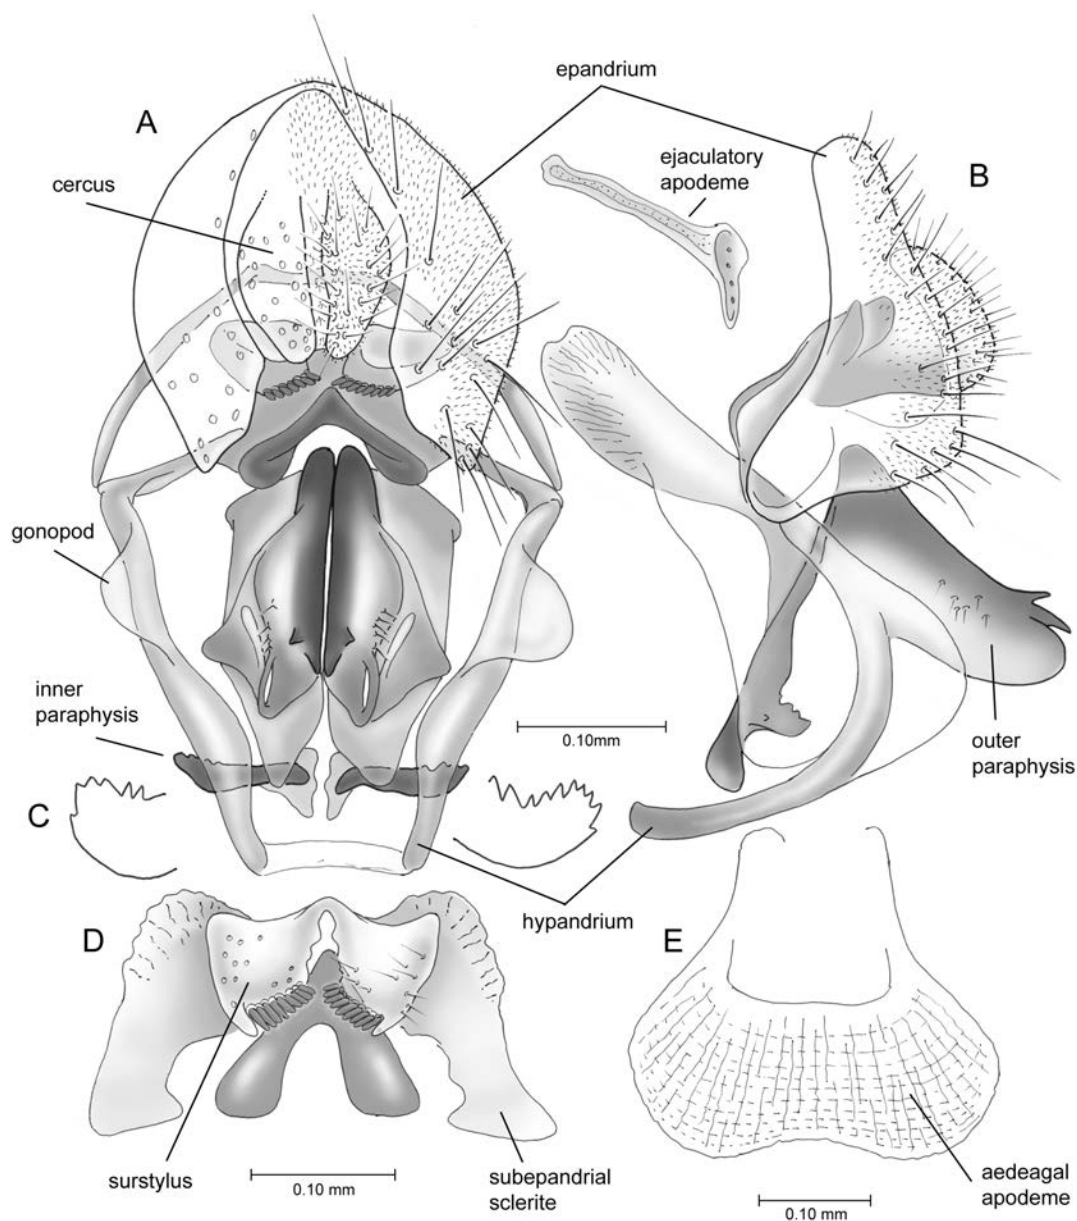 epandrium
A
ejaculatory
apodeme
B
cercus
gonopod
inner
paraphysis
0.10mm
outer
paraphysis
C
hypandrium
D
E
surstylus
0.10 mm
subepandrial
sclerite
aedeagal
apodeme
0.10 mm